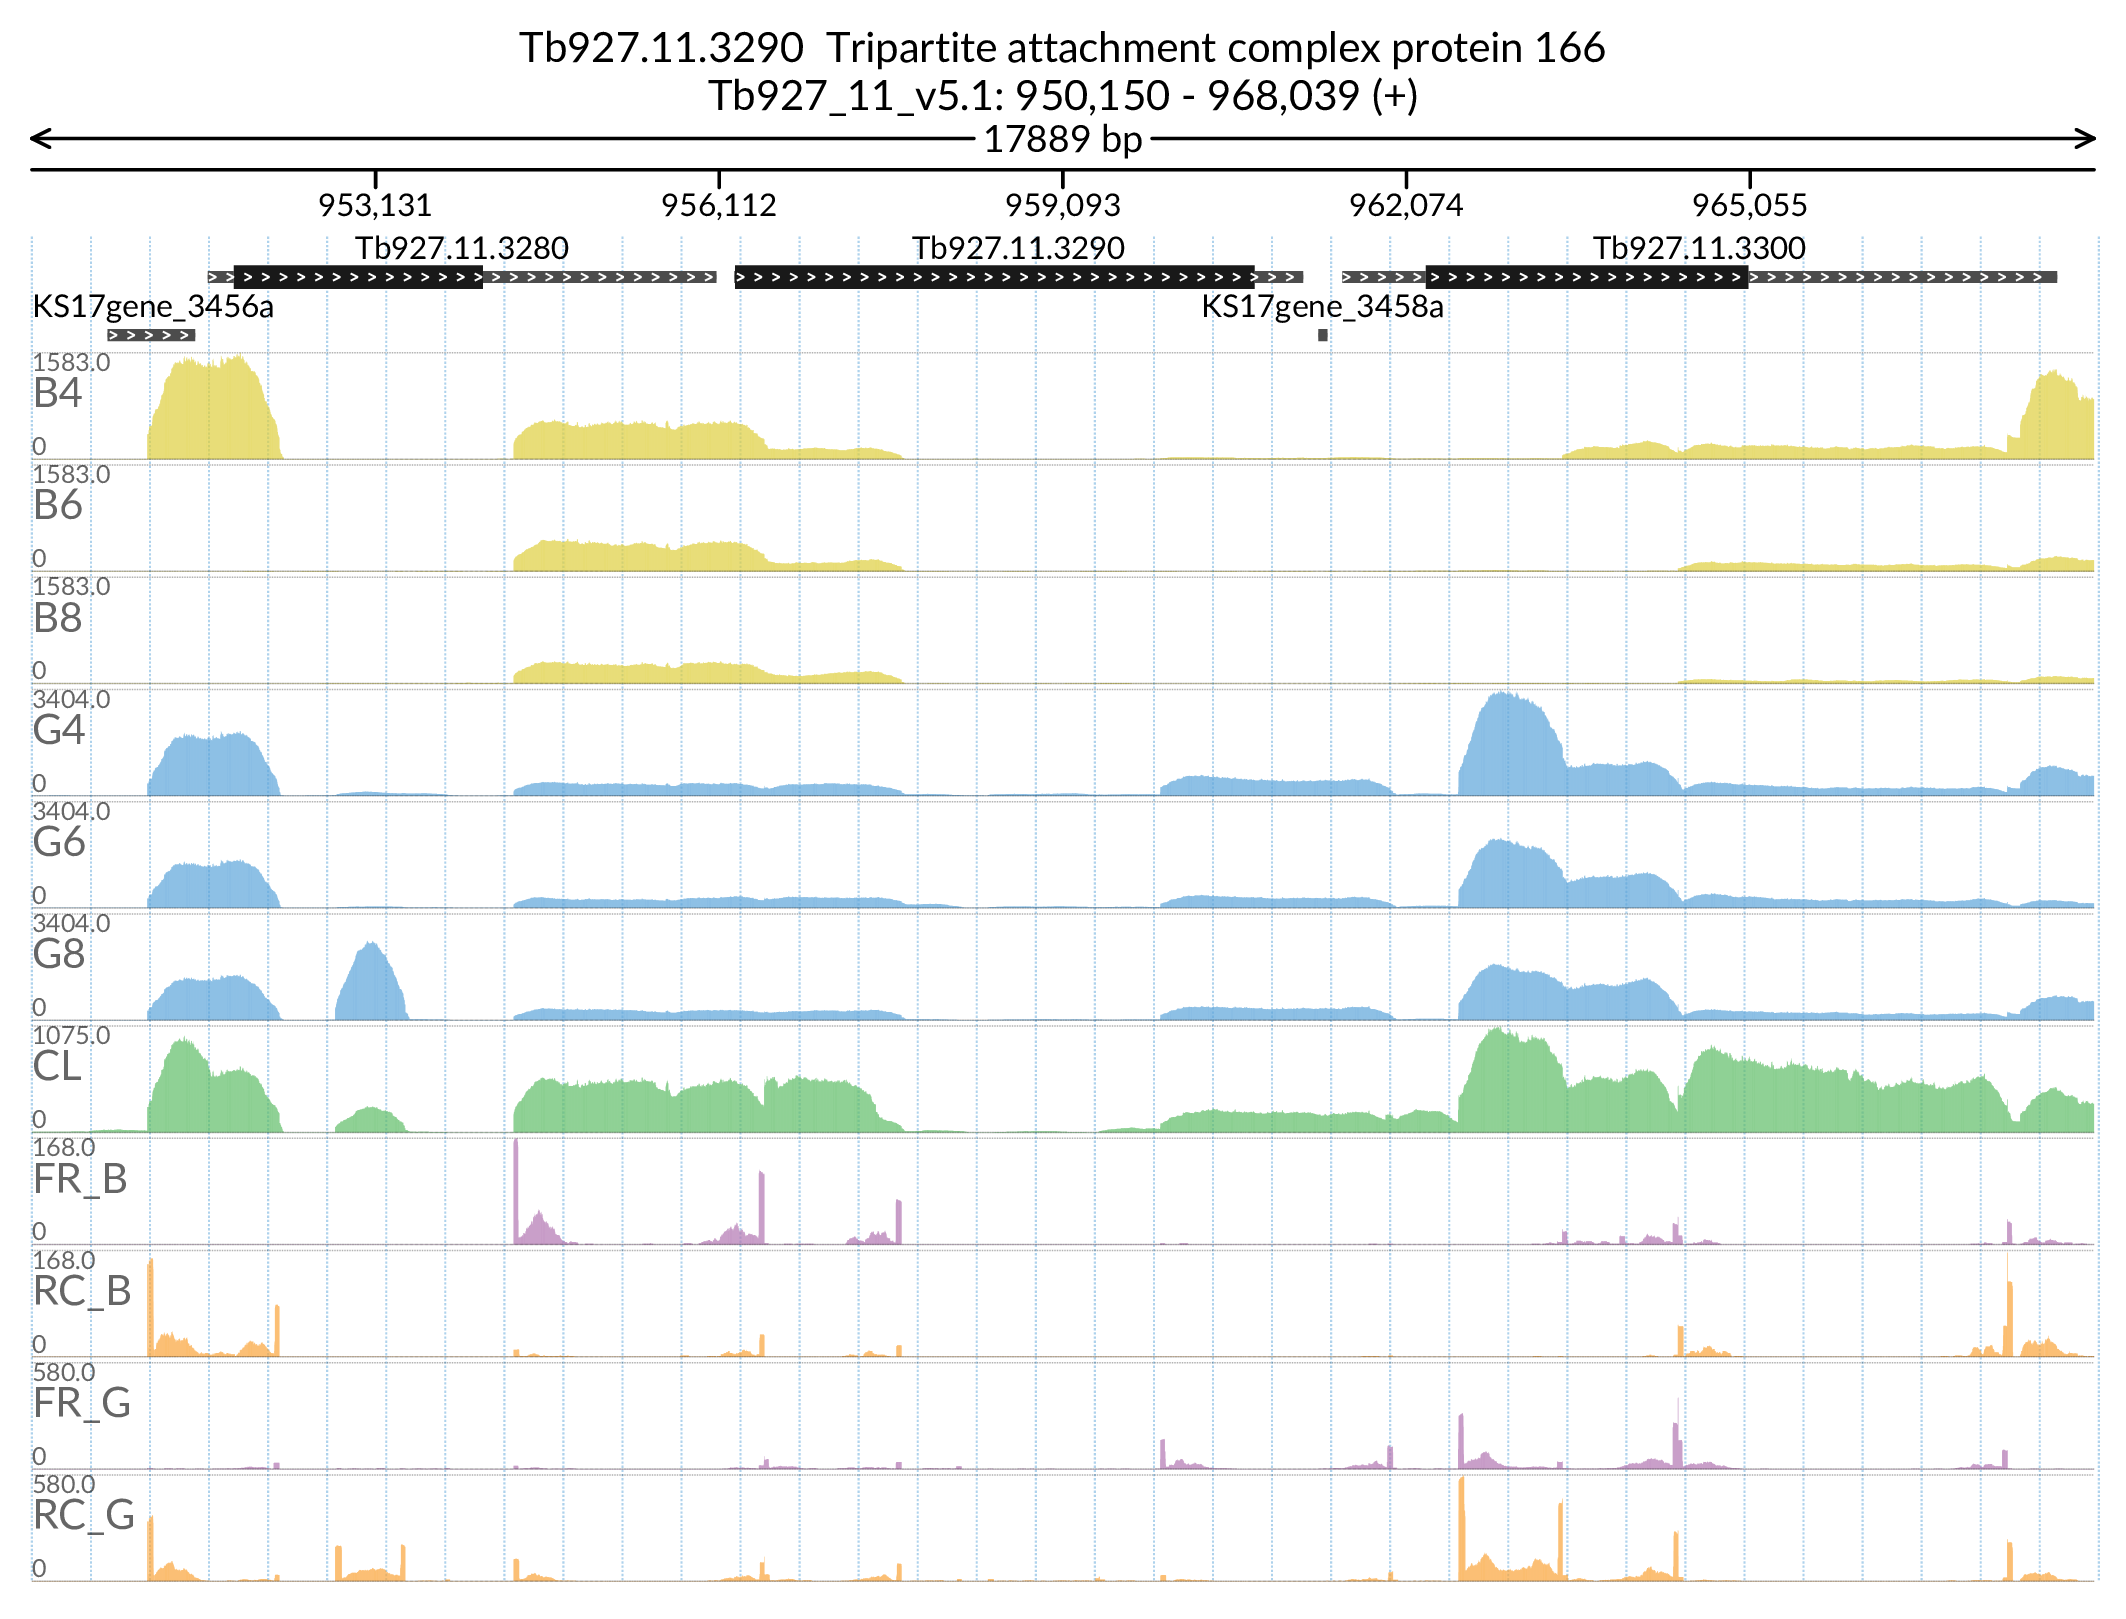 Tb927.11.3290  Tripartite attachment complex protein 166
Tb927_11_v5.1: 950,150 - 968,039 (+)
17889 bp
953,131 956,112 959,093 962,074 965,055
Tb927.11.3280 Tb927.11.3290 Tb927.11.3300
KS17gene_3456a KS17gene_3458a
1583.0
B4
0
1583.0
B6
0
1583.0
B8
0
3404.0
G4
0
3404.0
G6
0
3404.0
G8
0
1075.0
CL
0
168.0
FR_B
0
168.0
RC_B
0
580.0
FR_G
0
580.0
RC_G
0